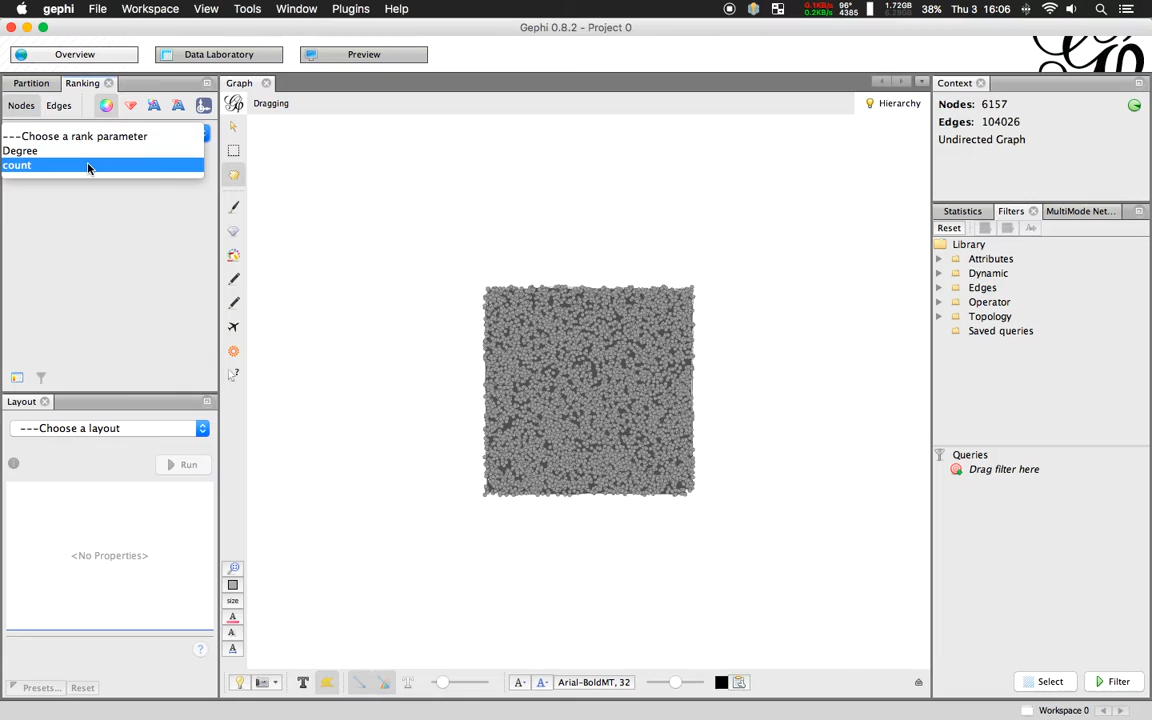 gephi File Workspace View Tools Window Plugins Help
0.1KB/s
0.2KB/s
96°
4385
1.72GB
38% Thu 3 16:06
Gephi 0.8.2 - Project 0
Overview
Data Laboratory
Preview
Partition
Ranking
Nodes
Edges
---Choose a rank parameter
Degree
count
Layout
---Choose a layout
Run
<No Properties>
?
Presets...
Reset
Graph
Dragging
Hierarchy
?
size
A
A
A
T
T
A-
A-
Arial-BoldMT, 32
Context
Nodes: 6157
Edges: 104026
Undirected Graph
Statistics
Filters
MultiMode Net...
Reset
Library
Attributes
Dynamic
Edges
Operator
Topology
Saved queries
Queries
Drag filter here
Select
Filter
Workspace 0